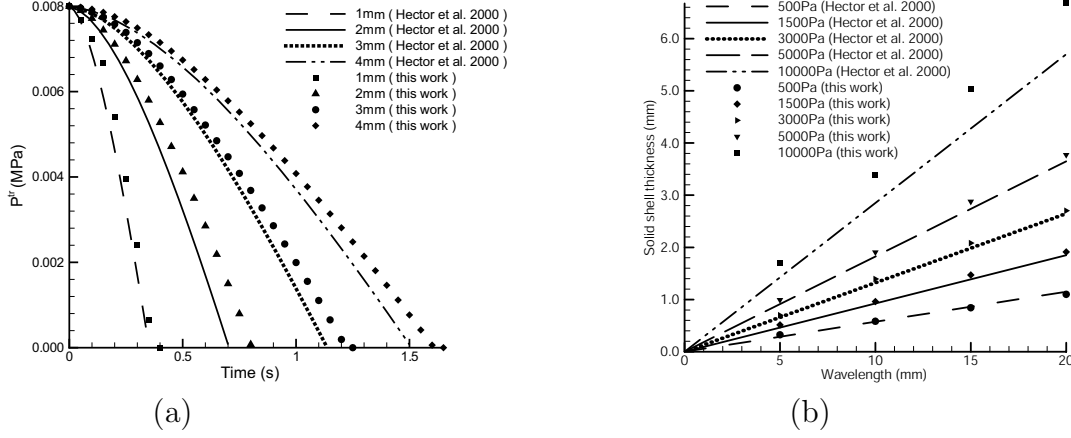 1mm ( Hector et al. 2000 )
2mm ( Hector et al. 2000 )
3mm ( Hector et al. 2000 )
4mm ( Hector et al. 2000 )
1mm ( this work )
2mm ( this work )
3mm ( this work )
4mm ( this work )
0.008
0.006
0.004
0.002
0.000
P^tr (MPa)
0
0.5
1
1.5
Time (s)
(a)
500Pa (Hector et al. 2000)
1500Pa (Hector et al. 2000)
3000Pa (Hector et al. 2000)
5000Pa (Hector et al. 2000)
10000Pa (Hector et al. 2000)
500Pa (this work)
1500Pa (this work)
3000Pa (this work)
5000Pa (this work)
10000Pa (this work)
6.0
5.0
4.0
3.0
2.0
1.0
0.0
Solid shell thickness (mm)
0
5
10
15
20
Wavelength (mm)
(b)